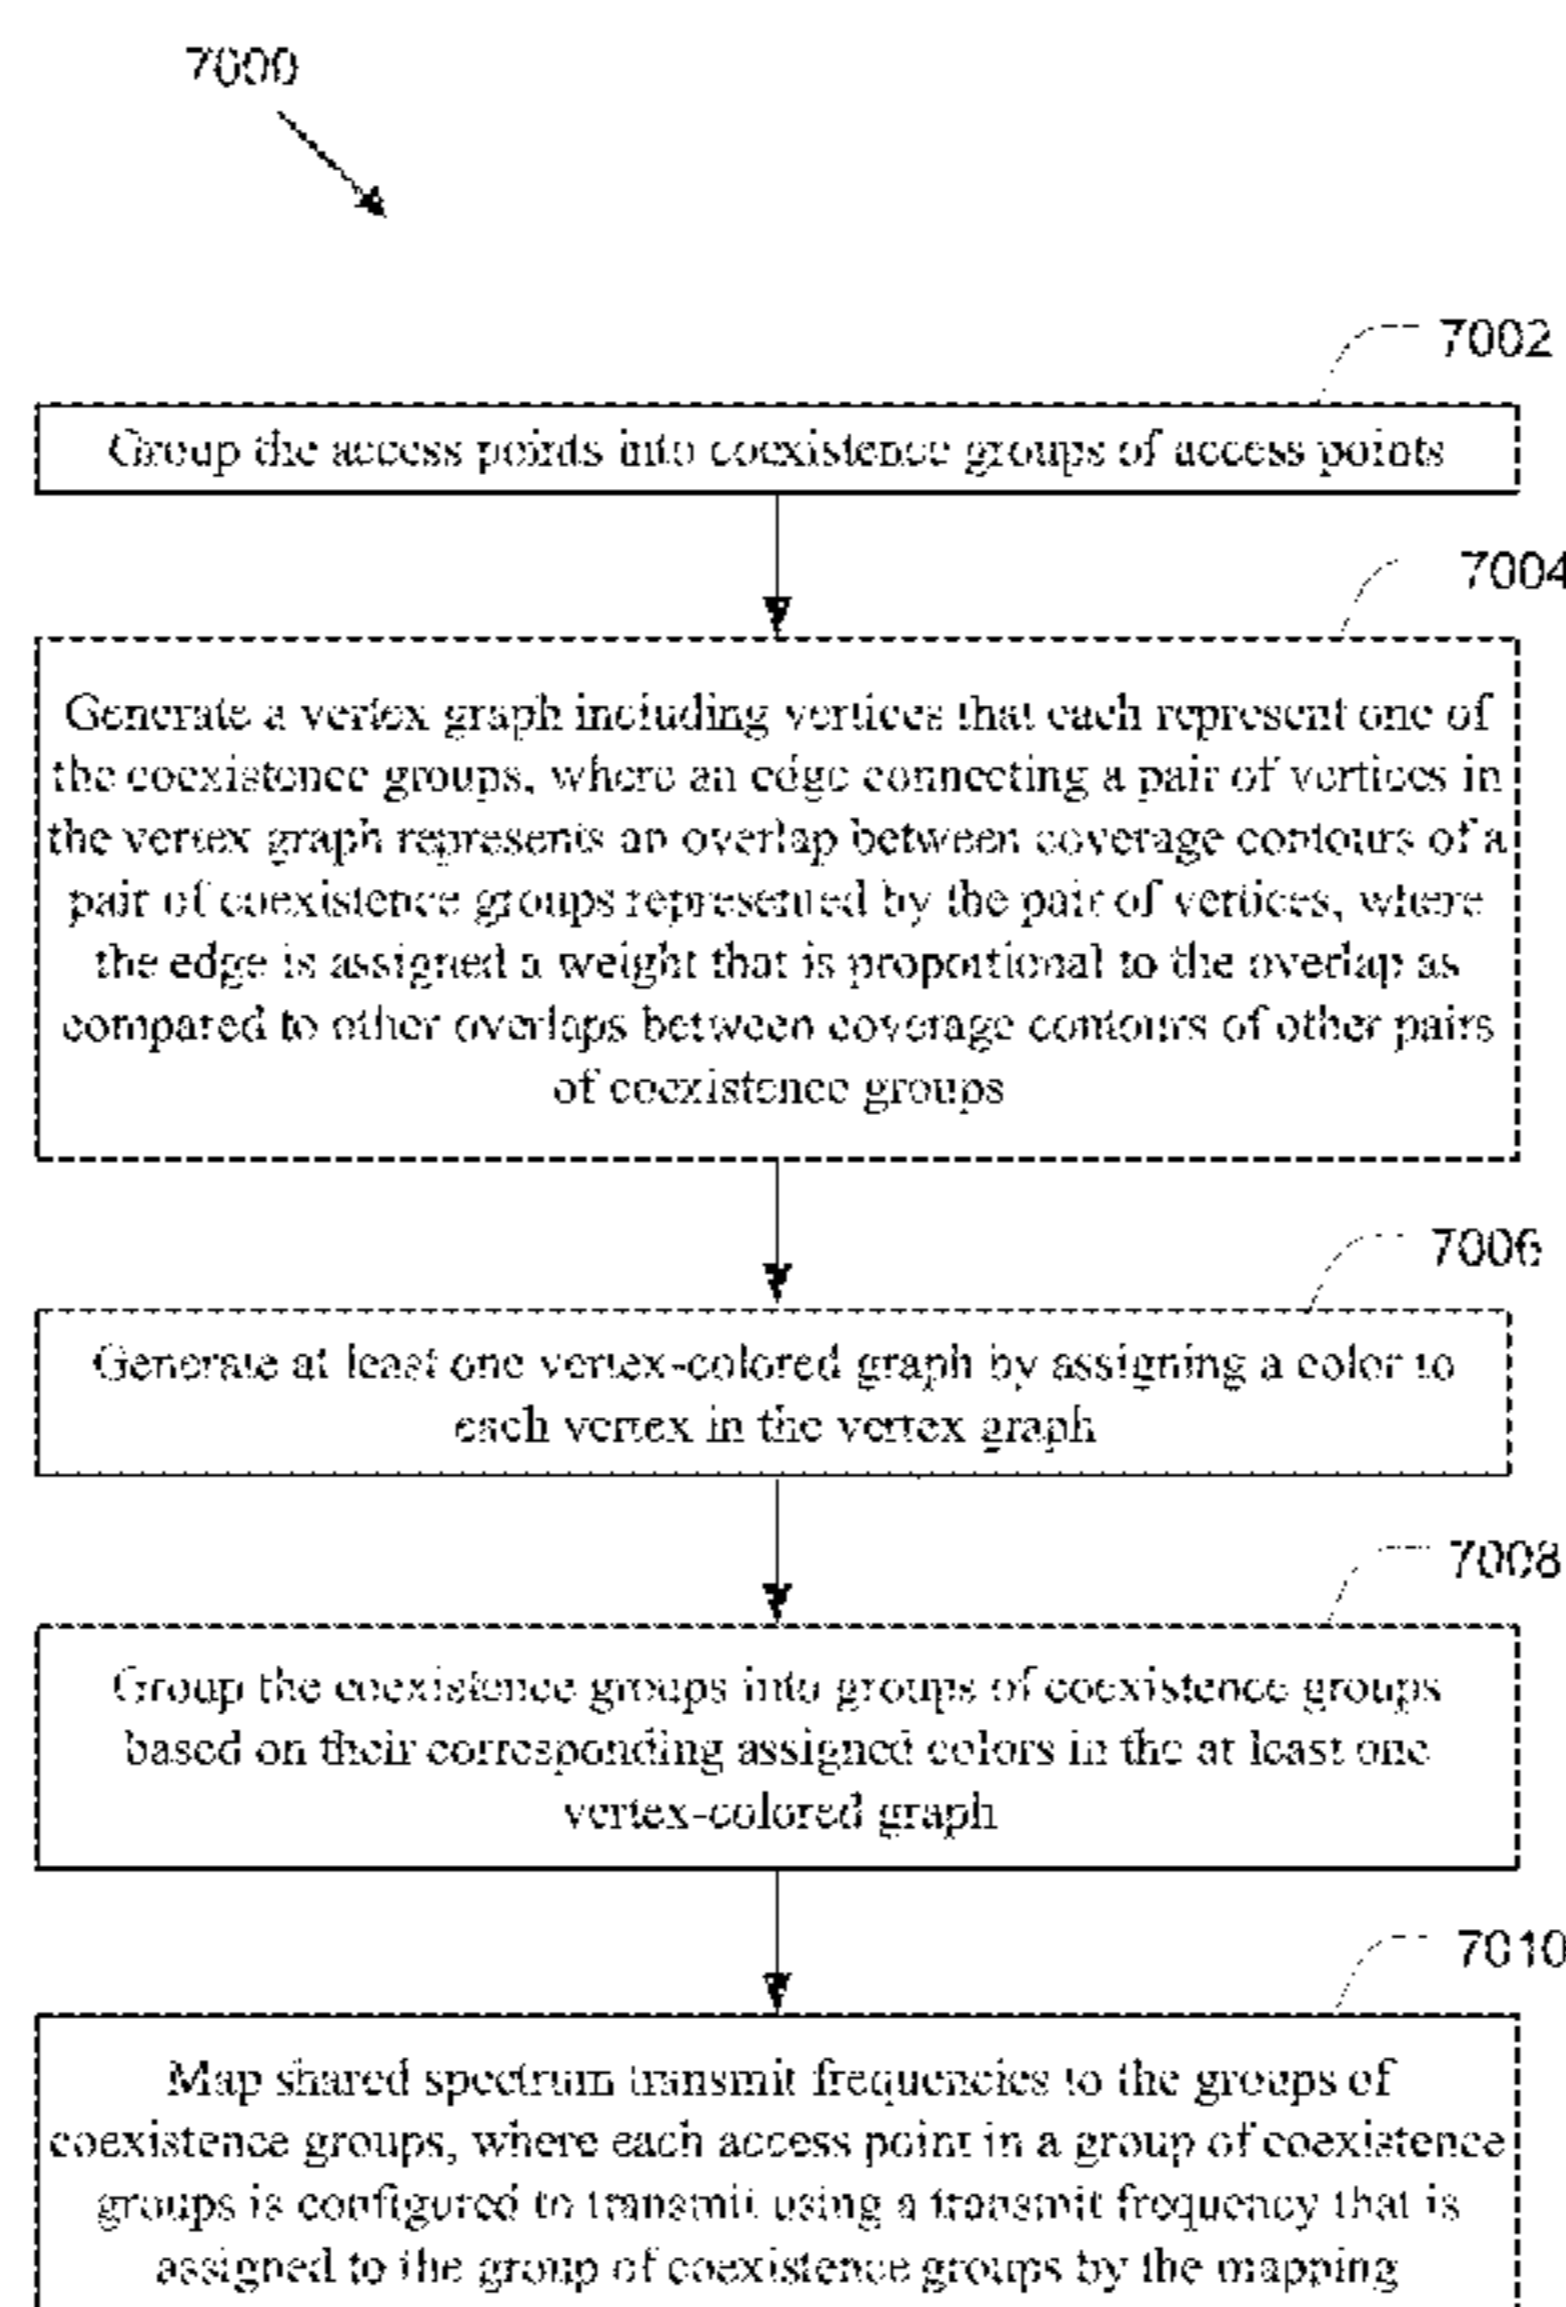 7000
7002
Group the access points into coexistence groups of access points
7004
Generate a vertex graph including vertices that each represent one of
the coexistence groups, where an edge connecting a pair of vertices in
the vertex graph represents an overlap between coverage contours of a
pair of coexistence groups represented by the pair of vertices, where
the edge is assigned a weight that is proportional to the overlap as
compared to other overlaps between coverage contours of other pairs
of coexistence groups
7006
Generate at least one vertex-colored graph by assigning a color to
each vertex in the vertex graph
7008
Group the coexistence groups into groups of coexistence groups
based on their corresponding assigned colors in the at least one
vertex-colored graph
7010
Map shared spectrum transmit frequencies to the groups of
coexistence groups, where each access point in a group of coexistence
groups is configured to transmit using a transmit frequency that is
assigned to the group of coexistence groups by the mapping